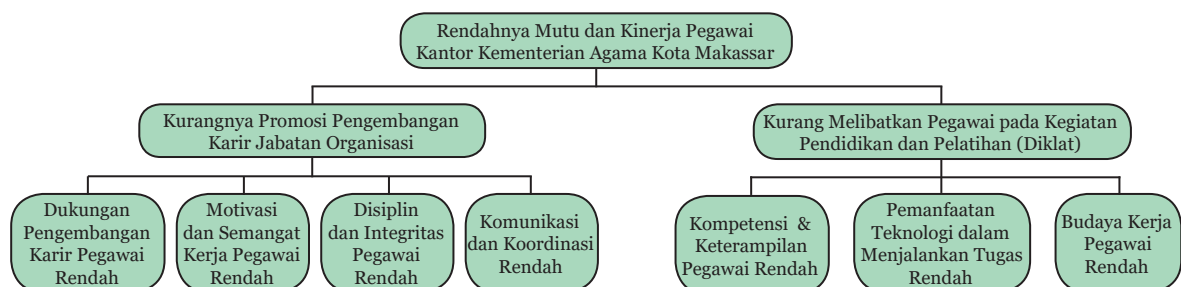 Rendahnya Mutu dan Kinerja Pegawai
Kantor Kementerian Agama Kota Makassar
Kurangnya Promosi Pengembangan
Karir Jabatan Organisasi
Kurang Melibatkan Pegawai pada Kegiatan
Pendidikan dan Pelatihan (Diklat)
Dukungan
Pengembangan
Karir Pegawai
Rendah
Motivasi
dan Semangat
Kerja Pegawai
Rendah
Disiplin
dan Integritas
Pegawai
Rendah
Komunikasi
dan Koordinasi
Rendah
Kompetensi &
Keterampilan
Pegawai Rendah
Pemanfaatan
Teknologi dalam
Menjalankan Tugas
Rendah
Budaya Kerja
Pegawai
Rendah